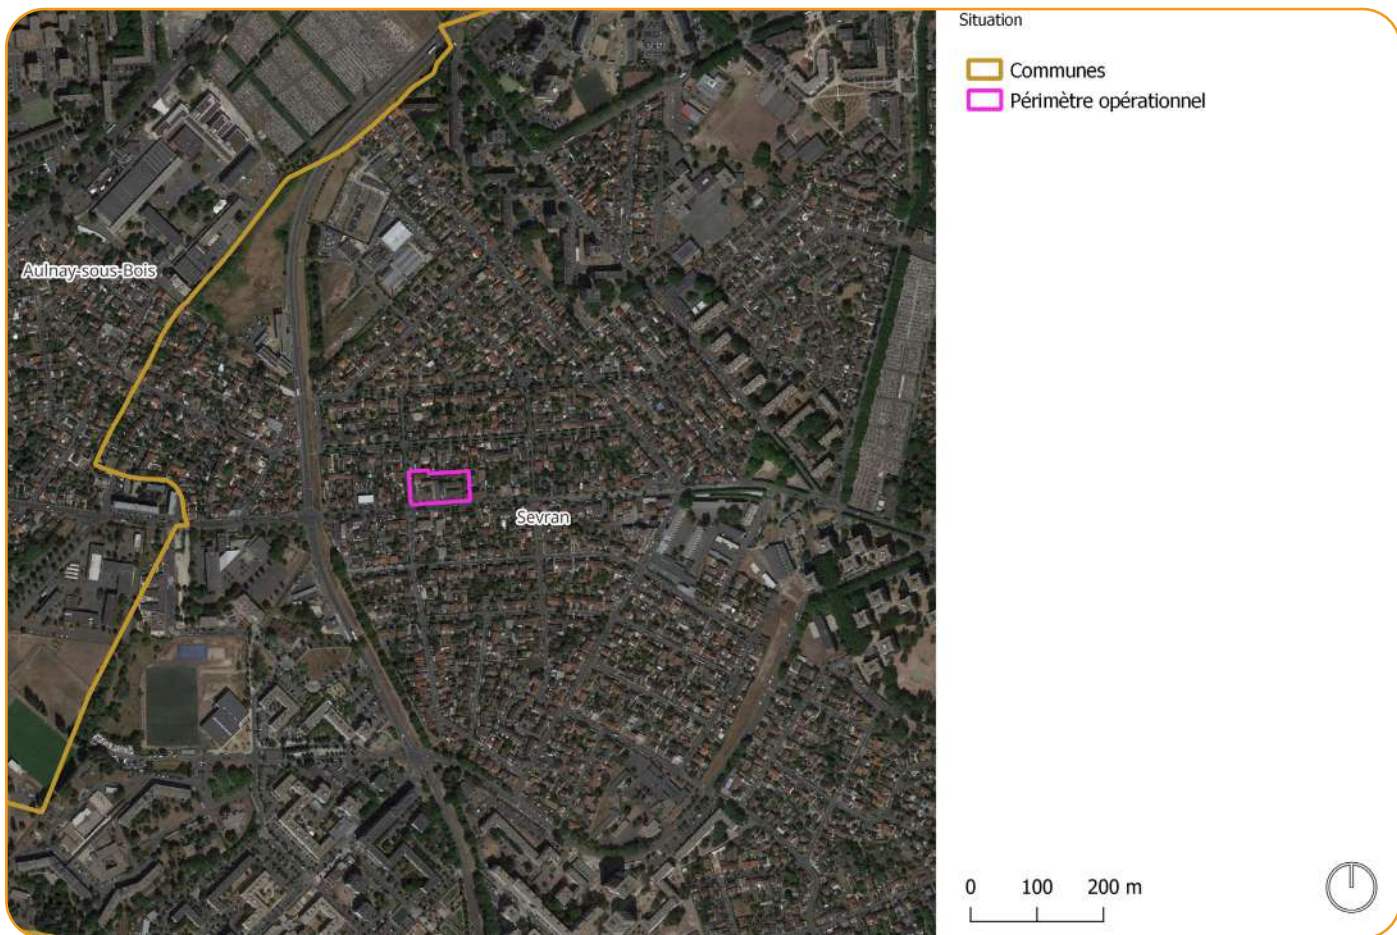 Situation
Communes
Périmètre opérationnel
Aulnay-sous-Bois
Sevran
0 100 200 m